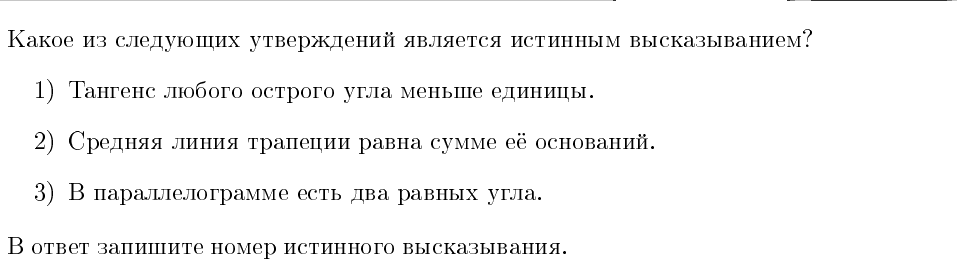 Какое из следующих утверждений является истинным высказыванием?
1) Тангенс любого острого угла меньше единицы.
2) Средняя линия трапеции равна сумме её оснований.
3) В параллелограмме есть два равных угла.
В ответ запишите номер истинного высказывания.